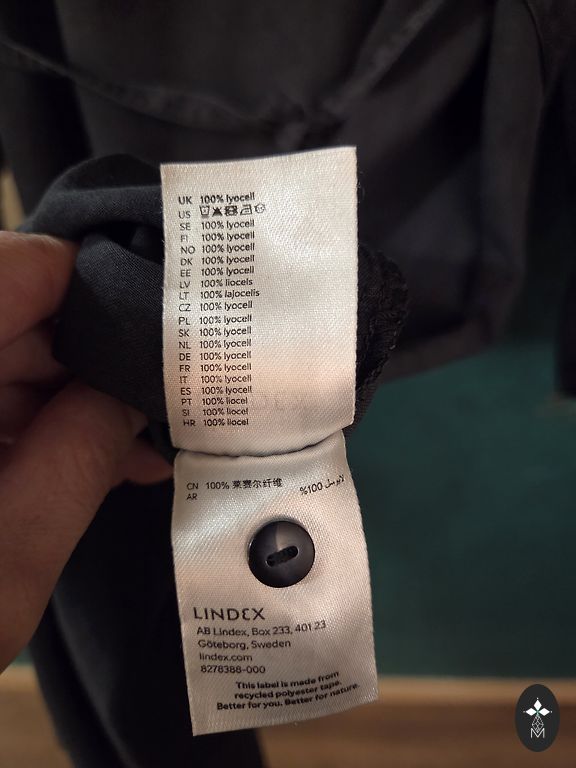 UK 100% lyocell
US
SE 100% lyocell
FI 100% lyocell
NO 100% lyocell
DK 100% lyocell
EE 100% lyocell
LV 100% liocels
LT 100% lajocelis
CZ 100% lyocell
PL 100% lyocell
SK 100% lyocell
NL 100% lyocell
DE 100% lyocell
FR 100% lyocell
IT 100% lyocell
ES 100% lyocell
PT 100% liocel
SI 100% liocel
HR 100% liocel
CN 100% 莱赛尔纤维
AR %100 لايوسل
LINDEX
AB Lindex, Box 233, 401 23
Göteborg, Sweden
lindex.com
8278388-000
This label is made from
recycled polyester tape.
Better for you. Better for nature.
M